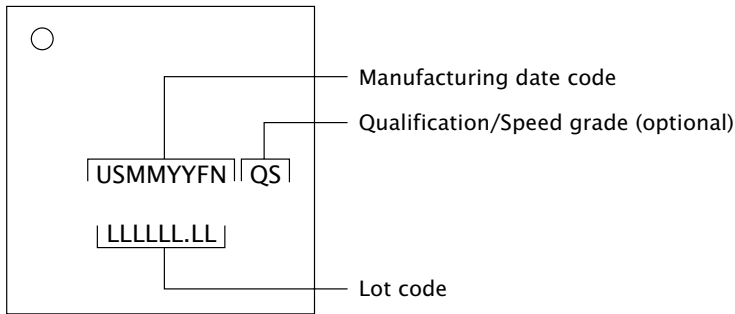 Manufacturing date code
Qualification/Speed grade (optional)
USMMYYFN QS
LLLLLL.LL
Lot code